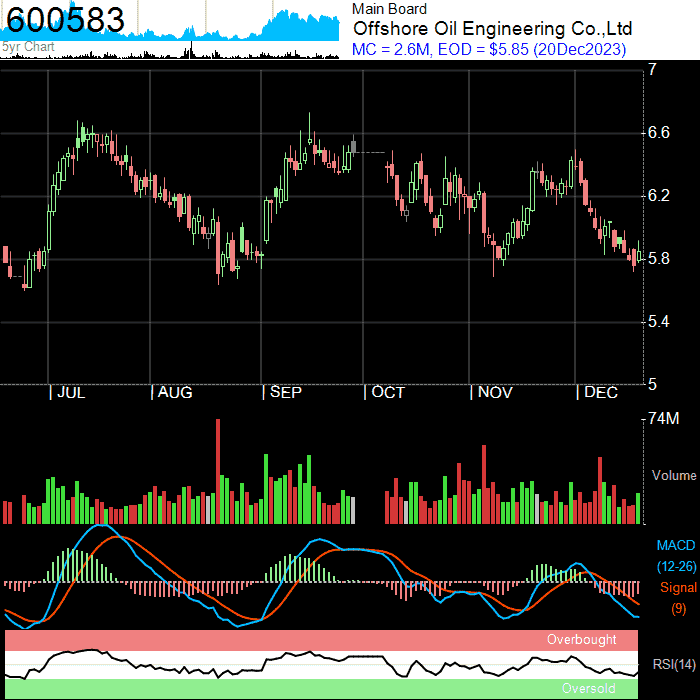 600583
5yr Chart
Main Board
Offshore Oil Engineering Co.,Ltd
MC = 2.6M, EOD = $5.85 (20Dec2023)
7
6.6
6.2
5.8
5.4
5
JUL
AUG
SEP
OCT
NOV
DEC
74M
Volume
MACD
(12-26)
Signal
(9)
Overbought
RSI(14)
Oversold